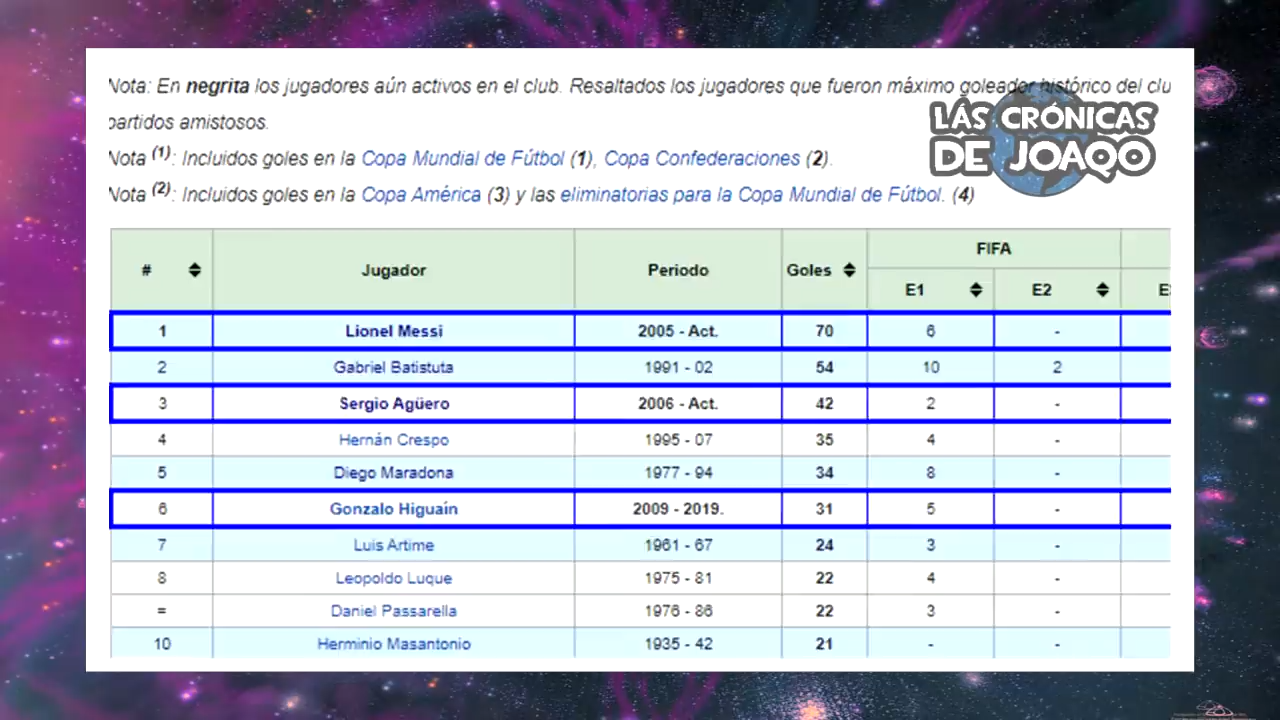 Nota: En negrita los jugadores aún activos en el club. Resaltados los jugadores que fueron máximo goleador histórico del clu
partidos amistosos.
LÁS CRÓNICAS
DE JOAQO
Nota (1): Incluidos goles en la Copa Mundial de Fútbol (1), Copa Confederaciones (2).
Nota (2): Incluidos goles en la Copa América (3) y las eliminatorias para la Copa Mundial de Fútbol. (4)
# Jugador Periodo Goles FIFA
E1 E2 E
1 Lionel Messi 2005 - Act. 70 6 -
2 Gabriel Batistuta 1991 - 02 54 10 2
3 Sergio Agüero 2006 - Act. 42 2 -
4 Hernán Crespo 1995 - 07 35 4 -
5 Diego Maradona 1977 - 94 34 8 -
6 Gonzalo Higuaín 2009 - 2019. 31 5 -
7 Luis Artime 1961 - 67 24 3 -
8 Leopoldo Luque 1975 - 81 22 4 -
= Daniel Passarella 1976 - 86 22 3 -
10 Herminio Masantonio 1935 - 42 21 - -